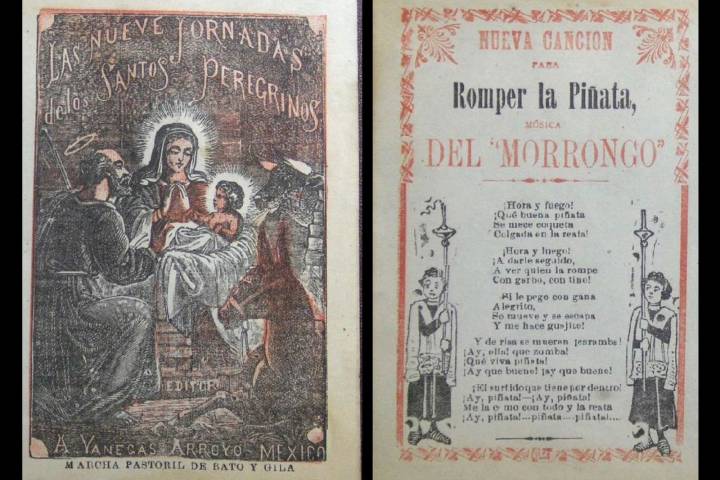 LAS NUEVE JORNADAS
de los SANTOS PEREGRINOS
EDITOR
A. VANEGAS ARROYO MEXICO
MARCHA PASTORIL DE BATO Y GILA
NUEVA CANCION
PARA
Romper la Piñata,
MÚSICA
DEL "MORRONGO"
¡Hora y fuego!
¡Qué buena piñata
Se mece coqueta
Colgada en la reata!
¡Hora y luego!
¡A darle seguido,
A ver quien la rompe
Con garbo, con tino!
Si le pego con gana
Alegrito,
Se mueve y se escapa
Y me hace guajito!
Y de risa se mueran ¡caramba!
¡Ay, ella! que zumba!
¡Qué viva piñata!
¡Ay que bueno! ¡ay que bueno!
¡El surtido que tiene por dentro!
¡Ay, piñata!—¡Ay, piñata!
Me la como con todo y la reata
¡Ay, piñata!...piñata....piñata!....